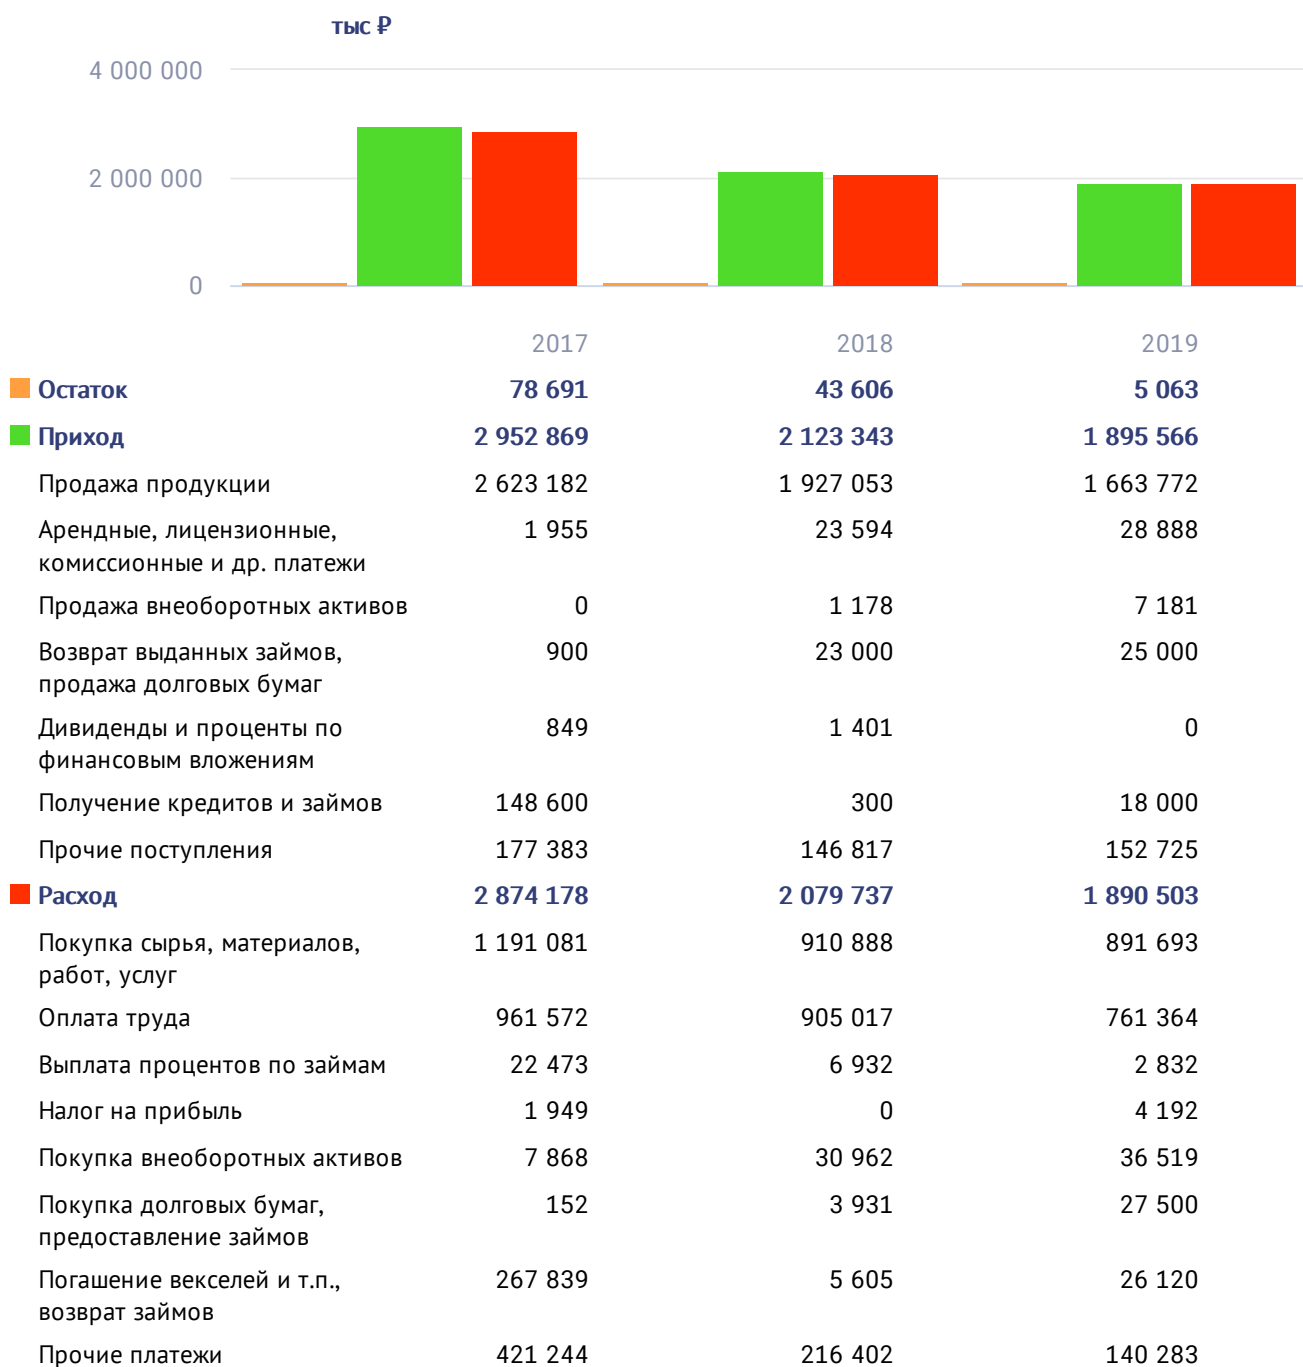 тыс ₽
4 000 000
2 000 000
0
2017 2018 2019
Остаток 78 691 43 606 5 063
Приход 2 952 869 2 123 343 1 895 566
Продажа продукции 2 623 182 1 927 053 1 663 772
Арендные, лицензионные, 1 955 23 594 28 888
комиссионные и др. платежи
Продажа внеоборотных активов 0 1 178 7 181
Возврат выданных займов, 900 23 000 25 000
продажа долговых бумаг
Дивиденды и проценты по 849 1 401 0
финансовым вложениям
Получение кредитов и займов 148 600 300 18 000
Прочие поступления 177 383 146 817 152 725
Расход 2 874 178 2 079 737 1 890 503
Покупка сырья, материалов, 1 191 081 910 888 891 693
работ, услуг
Оплата труда 961 572 905 017 761 364
Выплата процентов по займам 22 473 6 932 2 832
Налог на прибыль 1 949 0 4 192
Покупка внеоборотных активов 7 868 30 962 36 519
Покупка долговых бумаг, 152 3 931 27 500
предоставление займов
Погашение векселей и т.п., 267 839 5 605 26 120
возврат займов
Прочие платежи 421 244 216 402 140 283